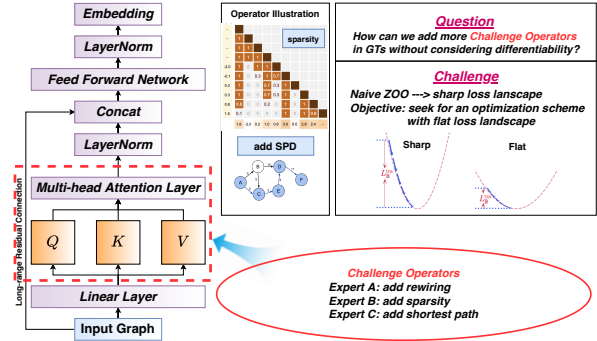 Embedding
LayerNorm
Feed Forward Network
Concat
LayerNorm
Multi-head Attention Layer
Q K V
Linear Layer
Input Graph
Long-range Residual Connection
Operator Illustration
sparsity
add SPD
A
B
C
D
E
F
Question
How can we add more Challenge Operators
in GTs without considering differentiability?
Challenge
Naive ZOO ---> sharp loss lanscape
Objective: seek for an optimization scheme
with flat loss landscape
Sharp
Flat
Challenge Operators
Expert A: add rewiring
Expert B: add sparsity
Expert C: add shortest path